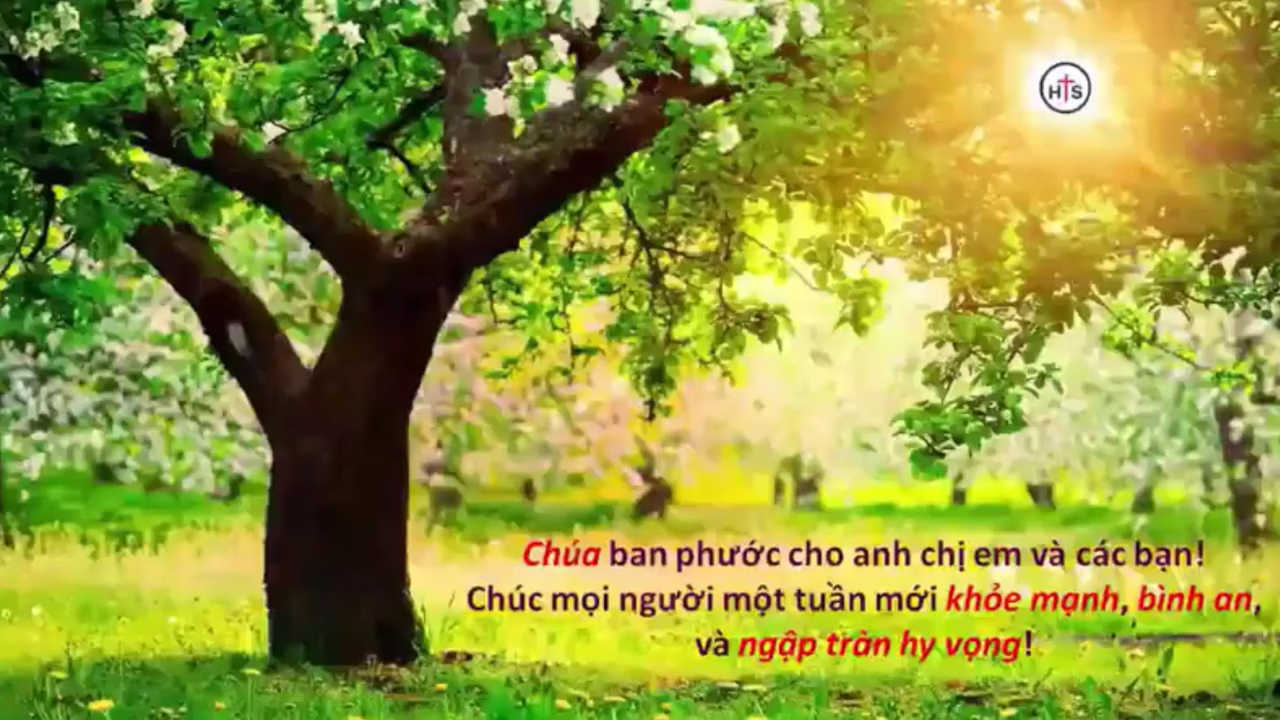 HTS
Chúa ban phước cho anh chị em và các bạn!
Chúc mọi người một tuần mới khỏe mạnh, bình an,
và ngập tràn hy vọng!